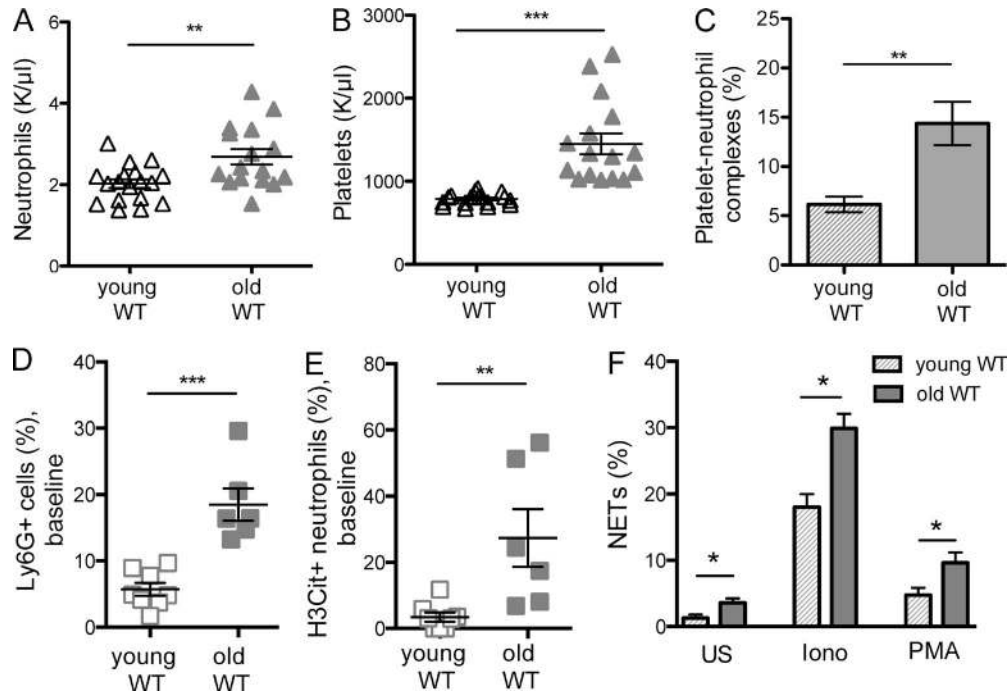 A
Neutrophils (K/µl)
6
4
2
0
**
young
WT
old
WT
B
Platelets (K/µl)
3000
2000
1000
0
***
young
WT
old
WT
C
Platelet-neutrophil
complexes (%)
25
20
15
10
5
0
**
young
WT
old
WT
D
Ly6G+ cells (%),
baseline
40
30
20
10
0
***
young
WT
old
WT
E
H3Cit+ neutrophils (%),
baseline
80
60
40
20
0
**
young
WT
old
WT
F
NETs (%)
40
30
20
10
0
young WT
old WT
*
*
*
US
Iono
PMA